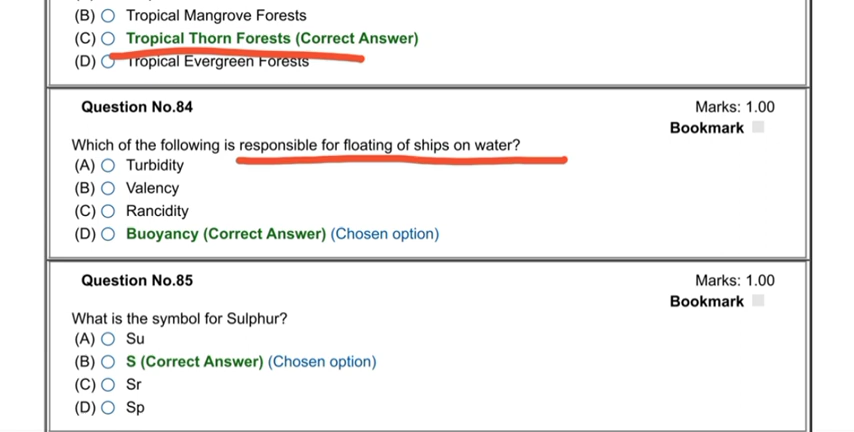 (B) Tropical Mangrove Forests
(C) Tropical Thorn Forests (Correct Answer)
(D) Tropical Evergreen Forests
Question No.84 Marks: 1.00
Bookmark
Which of the following is responsible for floating of ships on water?
(A) Turbidity
(B) Valency
(C) Rancidity
(D) Buoyancy (Correct Answer) (Chosen option)
Question No.85 Marks: 1.00
Bookmark
What is the symbol for Sulphur?
(A) Su
(B) S (Correct Answer) (Chosen option)
(C) Sr
(D) Sp